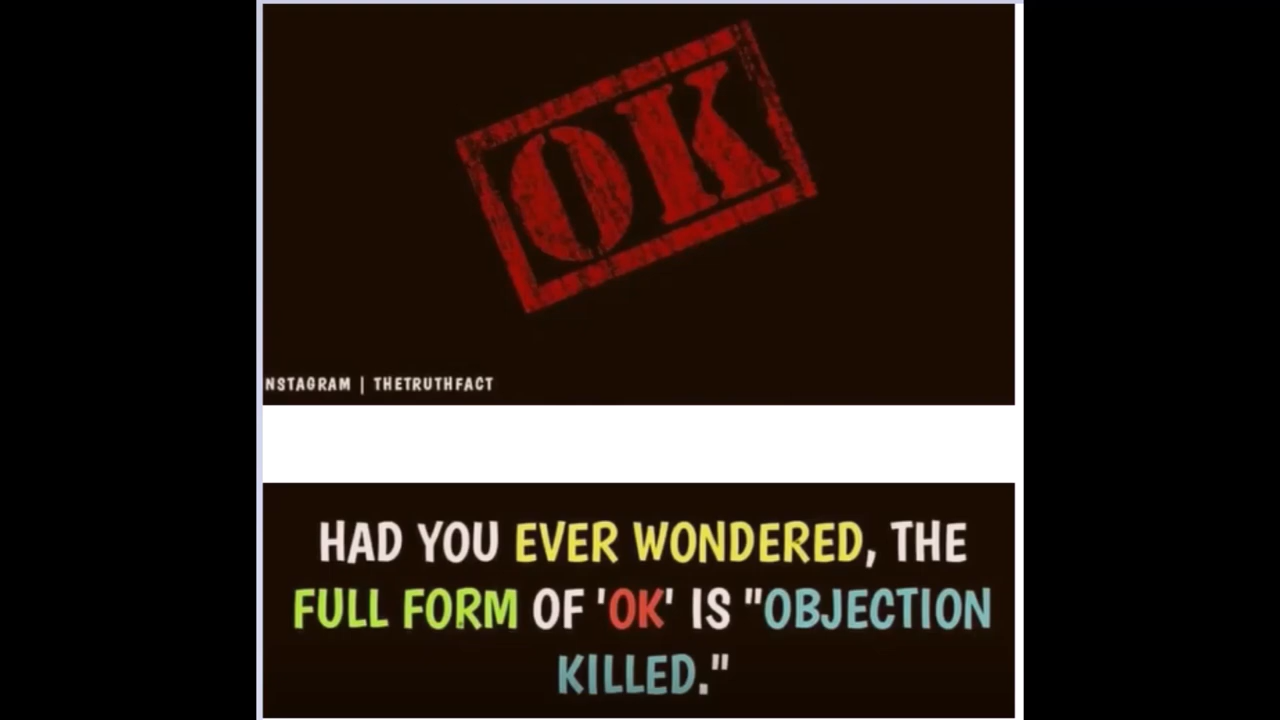 OK
NSTAGRAM | THETRUTHFACT
HAD YOU EVER WONDERED, THE
FULL FORM OF 'OK' IS "OBJECTION
KILLED."